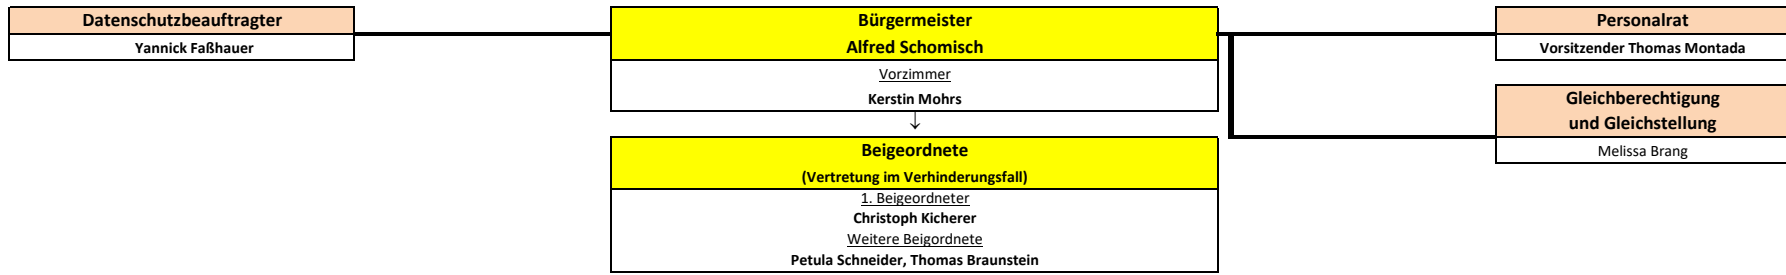 Datenschutzbeauftragter
Yannick Faßhauer
Bürgermeister
Alfred Schomisch
Vorzimmer
Kerstin Mohrs
↓
Beigeordnete
(Vertretung im Verhinderungsfall)
1. Beigeordneter
Christoph Kicherer
Weitere Beigordnete
Petula Schneider, Thomas Braunstein
Personalrat
Vorsitzender Thomas Montada
Gleichberechtigung
und Gleichstellung
Melissa Brang